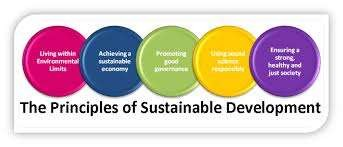 Living within
Environmental
Limits
Achieving a
sustainable
economy
Promoting
good
governance
Using sound
science
responsibly
Ensuring a
strong,
healthy and
just society
The Principles of Sustainable Development